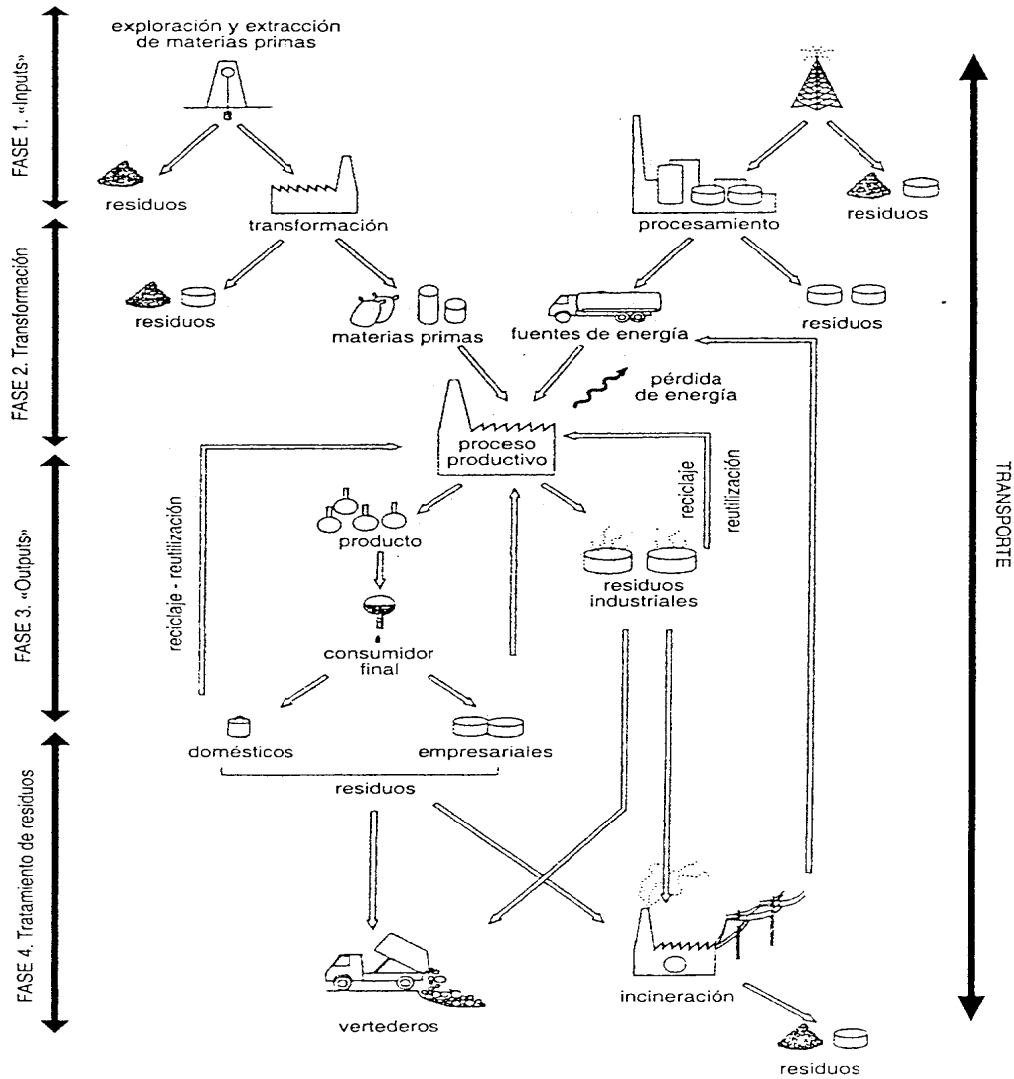 exploración y extracción
de materias primas
FASE 1. «Inputs»
residuos
transformación
procesamiento
residuos
FASE 2. Transformación
residuos
materias primas
fuentes de energía
residuos
pérdida
de energía
proceso
productivo
reciclaje
reutilización
TRANSPORTE
FASE 3. «Outputs»
reciclaje - reutilización
producto
residuos
industriales
consumidor
final
domésticos
empresariales
residuos
FASE 4. Tratamiento de residuos
vertederos
incineración
residuos